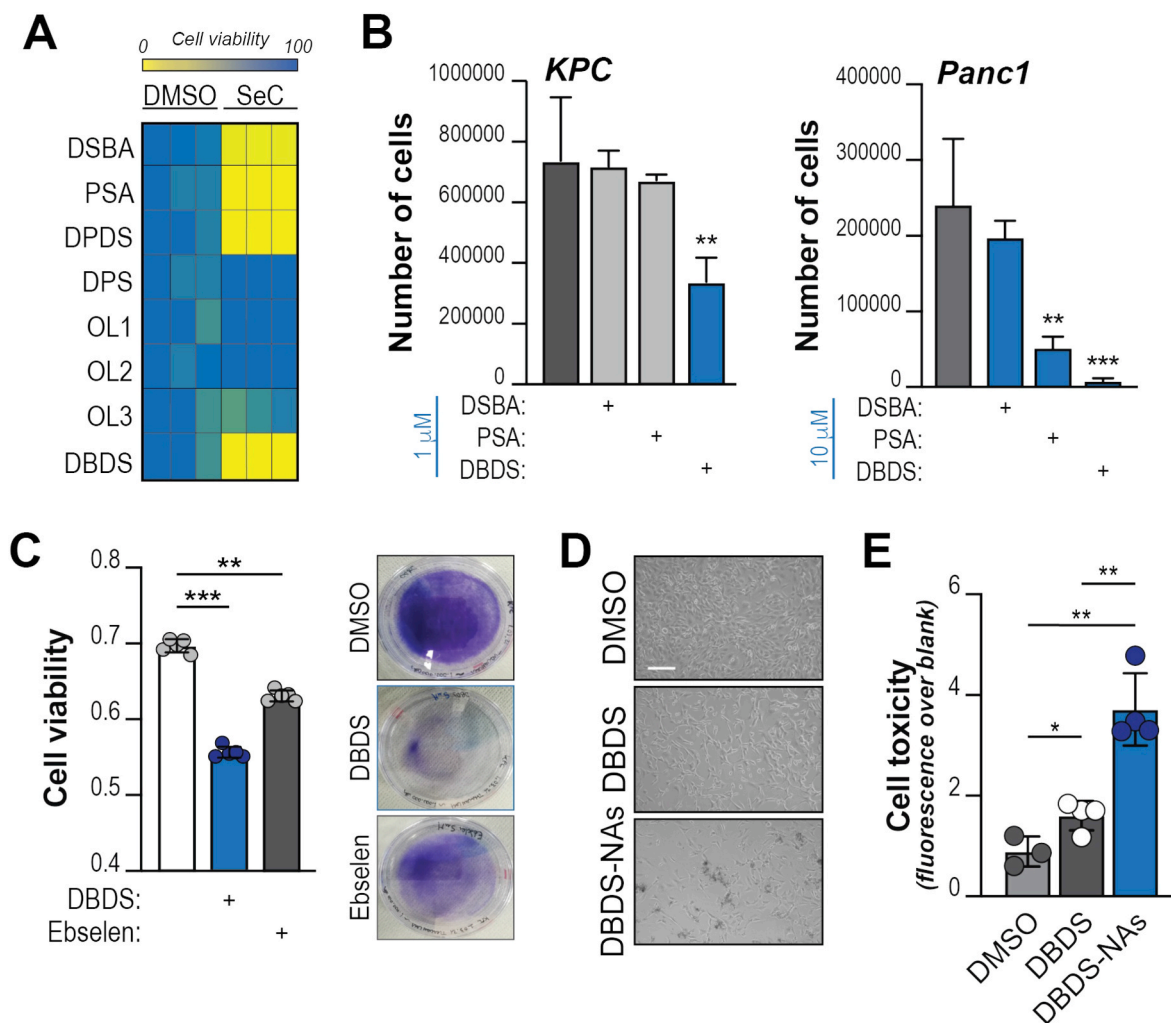 A
Cell viability
0 100
DMSO SeC
DSBA
PSA
DPDS
DPS
OL1
OL2
OL3
DBDS
B
KPC
Number of cells
1000000
800000
600000
400000
200000
0
**
1 μM
DSBA: +
PSA: +
DBDS: +
Panc1
Number of cells
400000
300000
200000
100000
0
**
***
10 μM
DSBA: +
PSA: +
DBDS: +
C
Cell viability
0.8
0.7
0.6
0.5
0.4
**
***
DBDS: +
Ebselen: +
DMSO
DBDS
Ebselen
D
DMSO
DBDS
DBDS-NAs
E
Cell toxicity
(fluorescence over blank)
6
4
2
0
**
**
*
DMSO
DBDS
DBDS-NAs